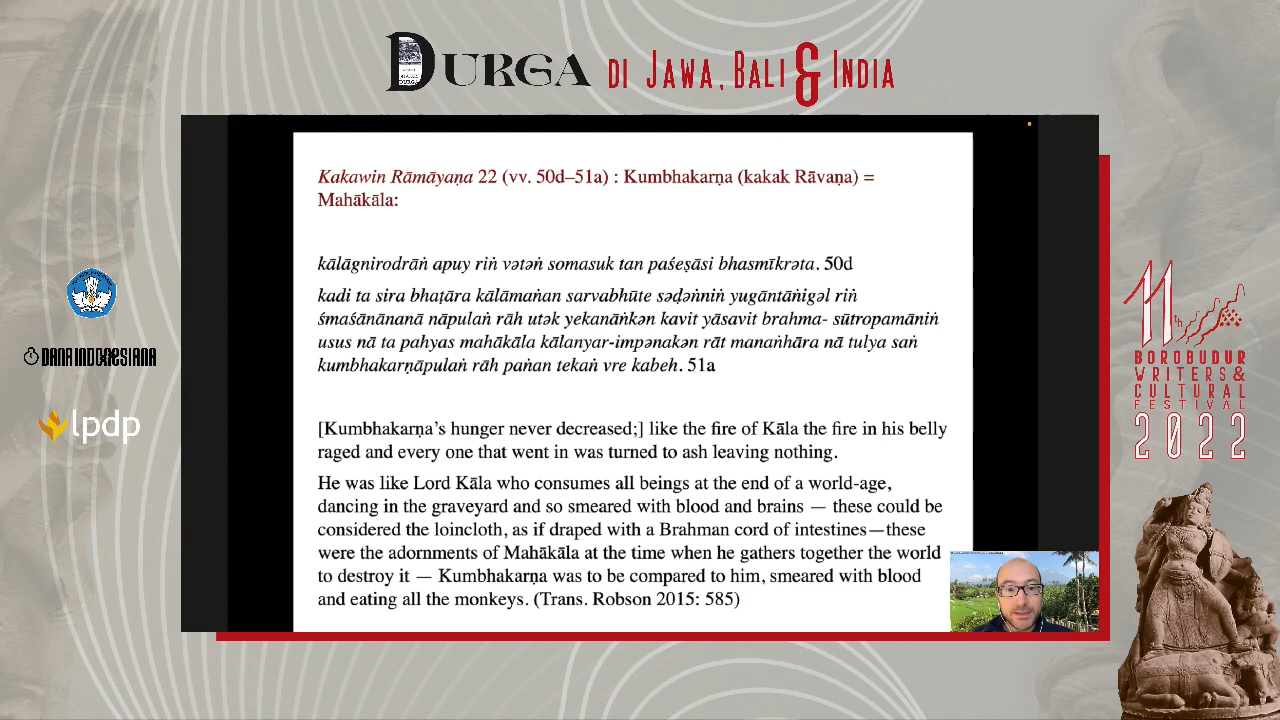 DURGA DI JAWA, BALI & INDIA
Kakawin Rāmāyaṇa 22 (vv. 50d–51a) : Kumbhakarṇa (kakak Rāvaṇa) =
Mahākāla:
kālāgnirodrāṅ apuy riṅ vətəṅ somasuk tan paśeṣāsi bhasmīkrəta. 50d
kadi ta sira bhaṭāra kālāmaṅan sarvabhūte səḍəṅniṅ yugāntāṅigəl riṅ
śmaśānānanā nāpulaṅ rāh utək yekanāṅkən kavit yāsavit brahma- sūtropamāniṅ
usus nā ta pahyas mahākāla kālanyar-impənakən rāt manaṅhāra nā tulya saṅ
kumbhakarṇāpulaṅ rāh paṅan tekaṅ vre kabeh. 51a
[Kumbhakarṇa’s hunger never decreased;] like the fire of Kāla the fire in his belly
raged and every one that went in was turned to ash leaving nothing.
He was like Lord Kāla who consumes all beings at the end of a world-age,
dancing in the graveyard and so smeared with blood and brains — these could be
considered the loincloth, as if draped with a Brahman cord of intestines—these
were the adornments of Mahākāla at the time when he gathers together the world
to destroy it — Kumbhakarṇa was to be compared to him, smeared with blood
and eating all the monkeys. (Trans. Robson 2015: 585)
DANA INDONESIANA
lpdp
11th
BOROBUDUR
WRITERS &
CULTURAL
FESTIVAL
2022